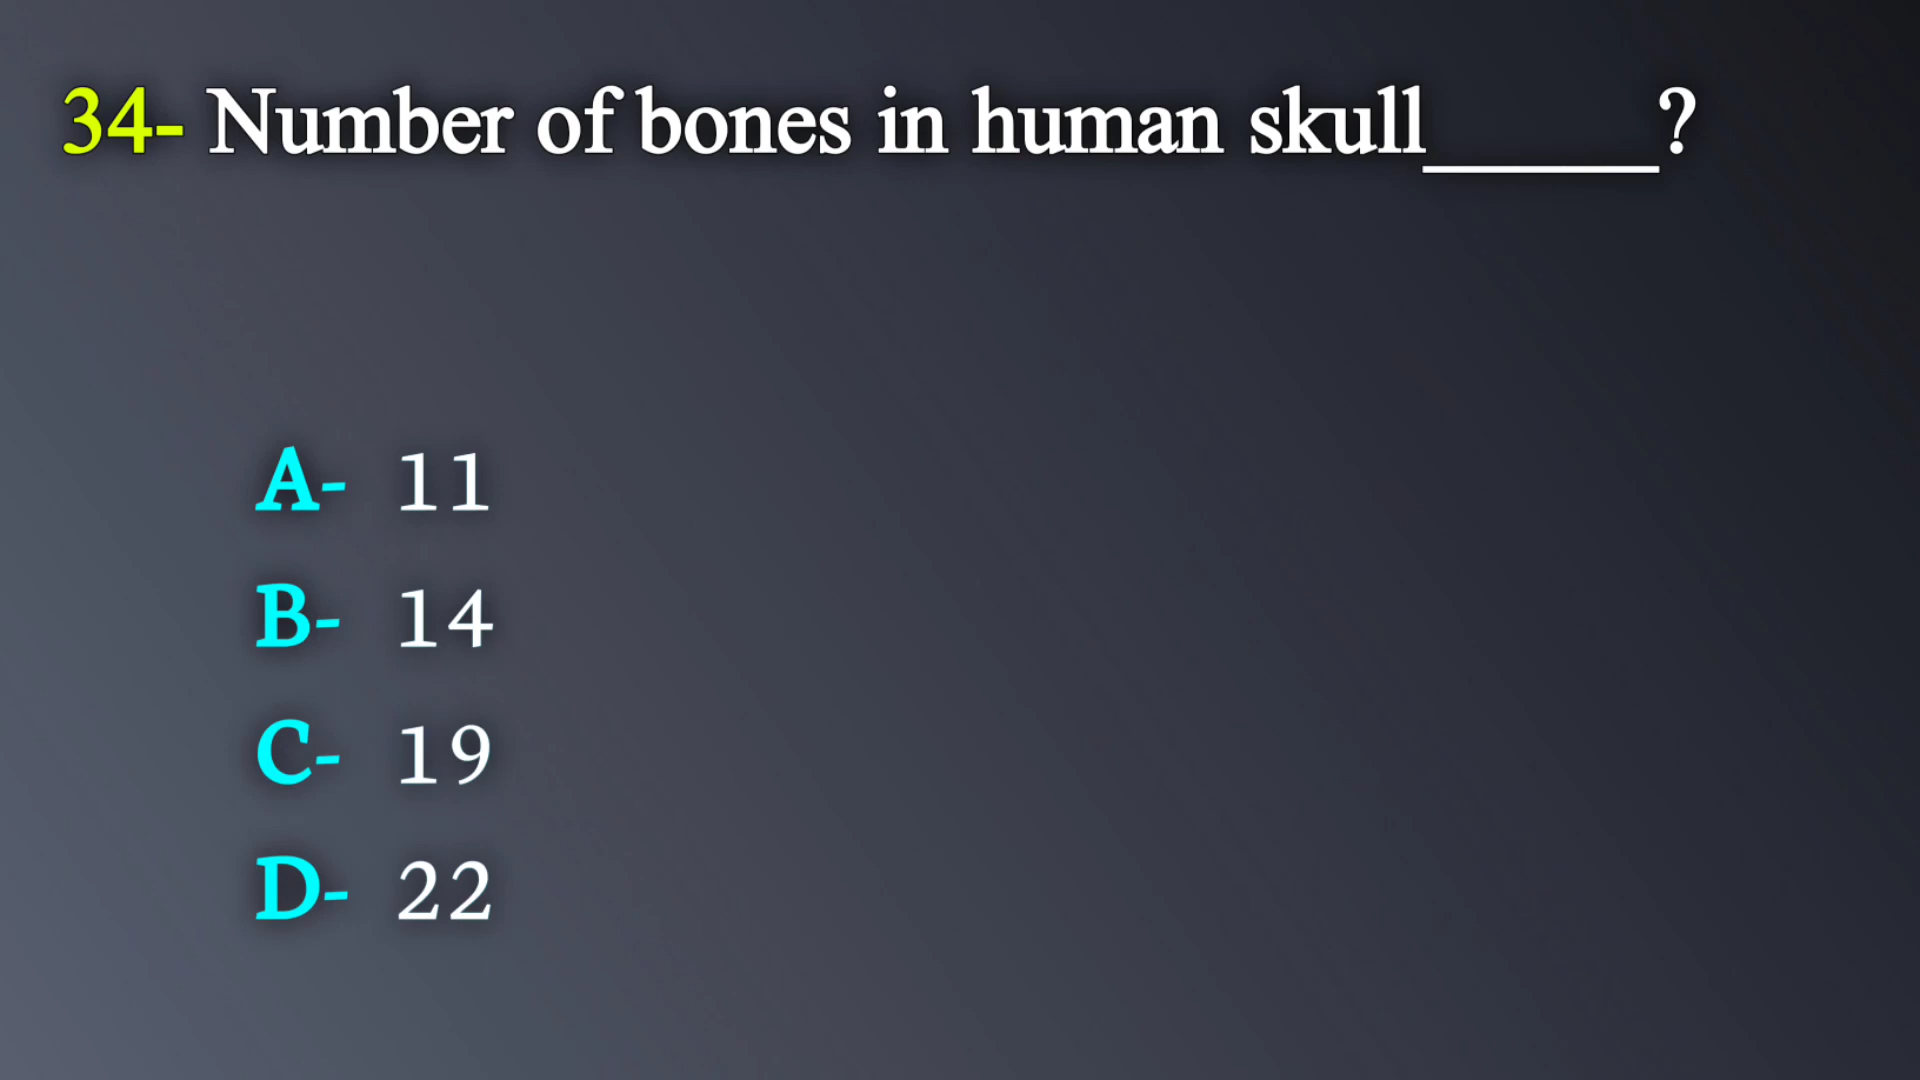 34- Number of bones in human skull_____?
A- 11
B- 14
C- 19
D- 22